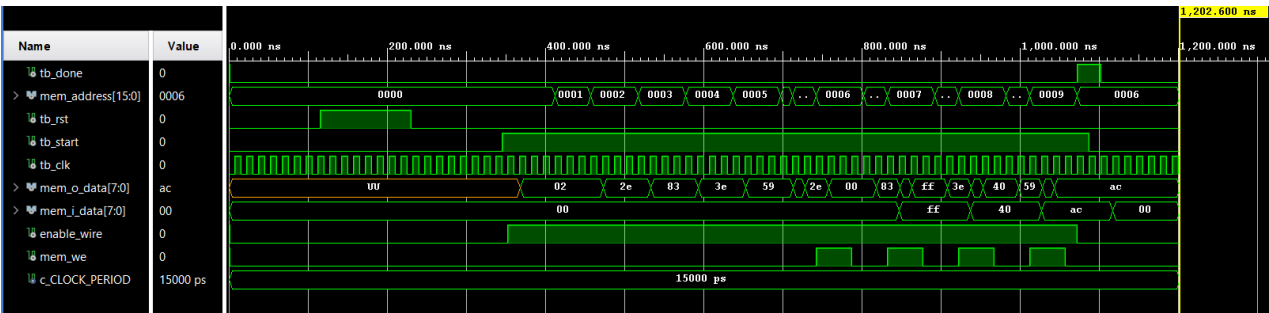 1,202.600 ns
Name Value 0.000 ns 200.000 ns 400.000 ns 600.000 ns 800.000 ns 1,000.000 ns 1,200.000 ns
tb_done 0
mem_address[15:0] 0006 0000 0001 0002 0003 0004 0005 .. 0006 .. 0007 .. 0008 .. 0009 0006
tb_rst 0
tb_start 0
tb_clk 0
mem_o_data[7:0] ac UU 02 2e 83 3e 59 2e 00 83 ff 3e 40 59 ac
mem_i_data[7:0] 00 00 ff 40 ac 00
enable_wire 0
mem_we 0
c_CLOCK_PERIOD 15000 ps 15000 ps